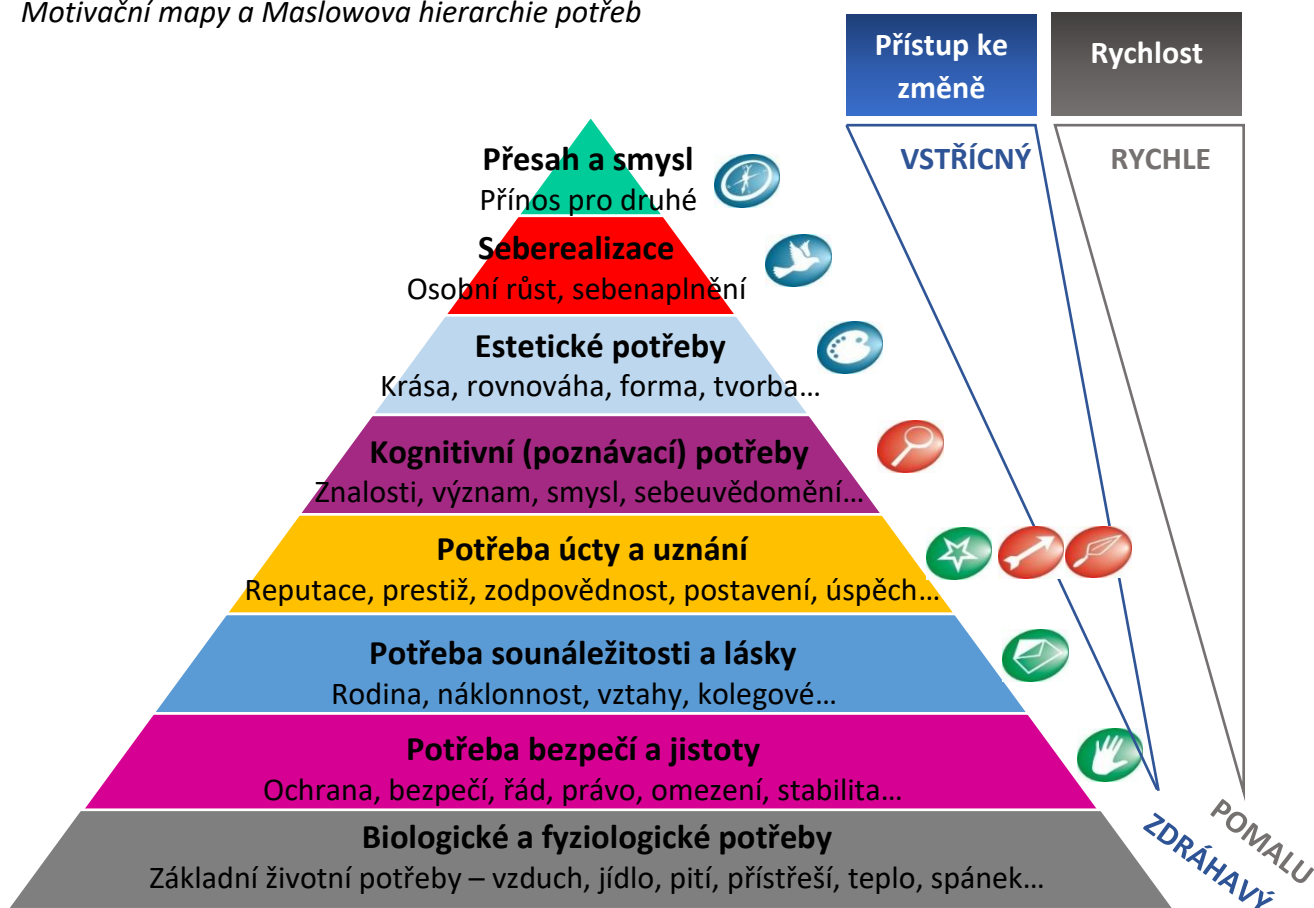 Motivační mapy a Maslowova hierarchie potřeb
Přístup ke
změně
Rychlost
VSTŘÍCNÝ
RYCHLE
Přesah a smysl
Přínos pro druhé
Seberealizace
Osobní růst, sebenaplnění
Estetické potřeby
Krása, rovnováha, forma, tvorba…
Kognitivní (poznávací) potřeby
Znalosti, význam, smysl, sebeuvědomění…
Potřeba úcty a uznání
Reputace, prestiž, zodpovědnost, postavení, úspěch…
Potřeba sounáležitosti a lásky
Rodina, náklonnost, vztahy, kolegové…
Potřeba bezpečí a jistoty
Ochrana, bezpečí, řád, právo, omezení, stabilita…
Biologické a fyziologické potřeby
Základní životní potřeby – vzduch, jídlo, pití, přístřeší, teplo, spánek…
ZDRÁHAVÝ
POMALU